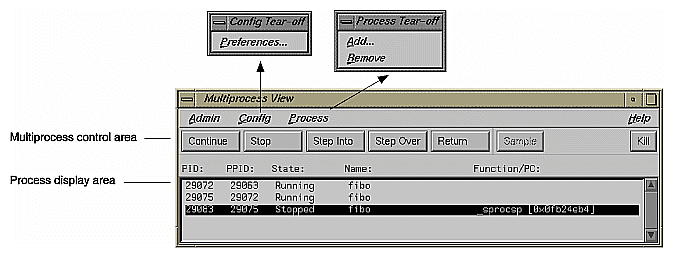 Config Tear-off
Preferences...
Process Tear-off
Add...
Remove
Multiprocess View
Admin Config Process Help
Multiprocess control area
Continue Stop Step Into Step Over Return Sample Kill
PID: PPID: State: Name: Function/PC:
Process display area
29072 29063 Running fibo
29075 29072 Running fibo
29083 29075 Stopped fibo _sprocsp [0x0fb24eb4]